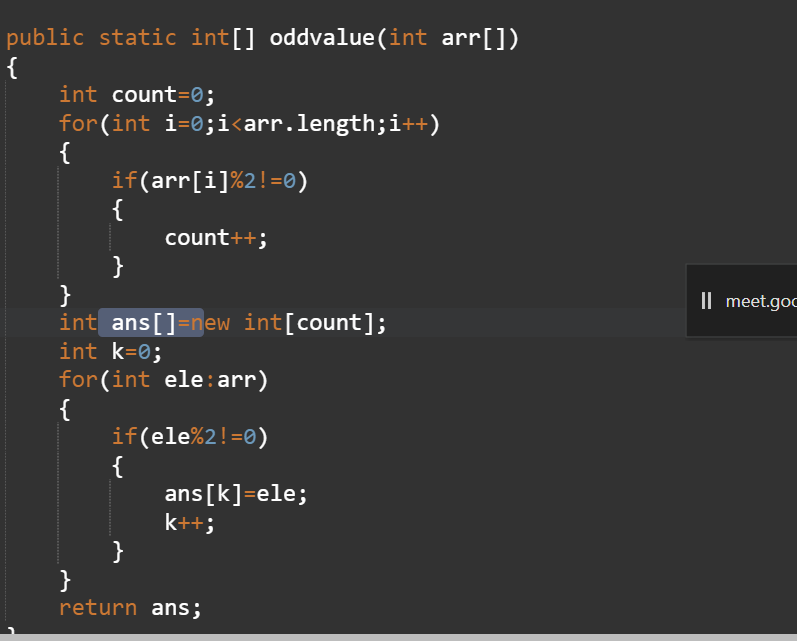 public static int[] oddvalue(int arr[])
{
int count=0;
for(int i=0;i<arr.length;i++)
{
if(arr[i]%2!=0)
{
count++;
}
}
int ans[]=new int[count];
int k=0;
for(int ele:arr)
{
if(ele%2!=0)
{
ans[k]=ele;
k++;
}
}
return ans;
}
meet.goo